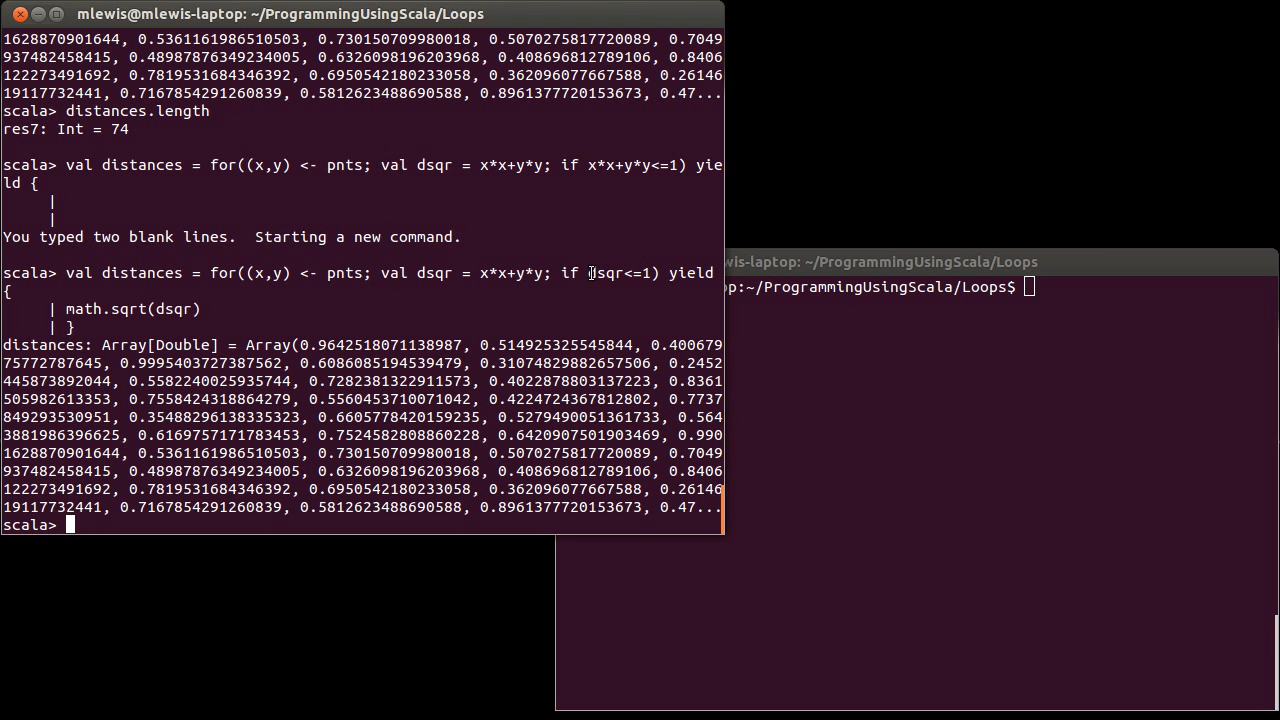 mlewis@mlewis-laptop: ~/ProgrammingUsingScala/Loops
1628870901644, 0.5361161986510503, 0.730150709980018, 0.5070275817720089, 0.7049
937482458415, 0.48987876349234005, 0.6326098196203968, 0.408696812789106, 0.8406
122273491692, 0.7819531684346392, 0.6950542180233058, 0.362096077667588, 0.26146
19117732441, 0.7167854291260839, 0.5812623488690588, 0.8961377720153673, 0.47...
scala> distances.length
res7: Int = 74
scala> val distances = for((x,y) <- pnts; val dsqr = x*x+y*y; if x*x+y*y<=1) yie
ld {
|
|
You typed two blank lines.  Starting a new command.
scala> val distances = for((x,y) <- pnts; val dsqr = x*x+y*y; if dsqr<=1) yield
{
| math.sqrt(dsqr)
| }
distances: Array[Double] = Array(0.9642518071138987, 0.514925325545844, 0.400679
75772787645, 0.9995403727387562, 0.6086085194539479, 0.31074829882657506, 0.2452
445873892044, 0.5582240025935744, 0.7282381322911573, 0.4022878803137223, 0.8361
505982613353, 0.7558424318864279, 0.5560453710071042, 0.4224724367812802, 0.7737
849293530951, 0.35488296138335323, 0.6605778420159235, 0.5279490051361733, 0.564
3881986396625, 0.6169757171783453, 0.7524582808860228, 0.6420907501903469, 0.990
1628870901644, 0.5361161986510503, 0.730150709980018, 0.5070275817720089, 0.7049
937482458415, 0.48987876349234005, 0.6326098196203968, 0.408696812789106, 0.8406
122273491692, 0.7819531684346392, 0.6950542180233058, 0.362096077667588, 0.26146
19117732441, 0.7167854291260839, 0.5812623488690588, 0.8961377720153673, 0.47...
scala>
wis-laptop: ~/ProgrammingUsingScala/Loops
op:~/ProgrammingUsingScala/Loops$